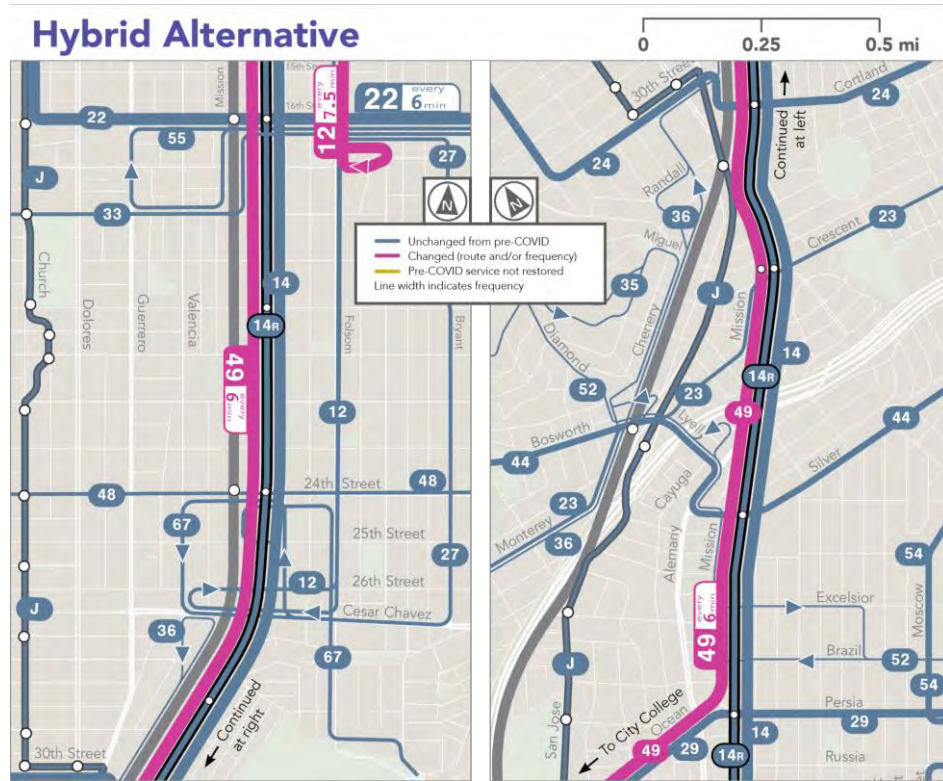 Hybrid Alternative
0
0.25
0.5 mi
Mission
15th St
16th St
every
7.5 min
12
22
every
6 min
22
55
27
J
33
Church
Dolores
Guerrero
Valencia
14
14R
Folsom
Bryant
49
every
6 min
12
48
24th Street
48
67
25th Street
27
12
26th Street
Cesar Chavez
J
36
67
Continued
at right
30th Street
N
N
Unchanged from pre-COVID
Changed (route and/or frequency)
Pre-COVID service not restored
Line width indicates frequency
30th Street
Cortland
24
Continued
at left
24
Randall
36
Miguel
23
Crescent
35
J
Mission
Chenery
Diamond
14
14R
52
23
49
Lyell
Bosworth
44
44
Silver
Cayuga
23
Monterey
36
Alemany
Mission
54
Excelsior
Moscow
49
every
6 min
Brazil
52
J
54
Persia
Ocean
29
San Jose
To City College
49
29
14
14R
Russia